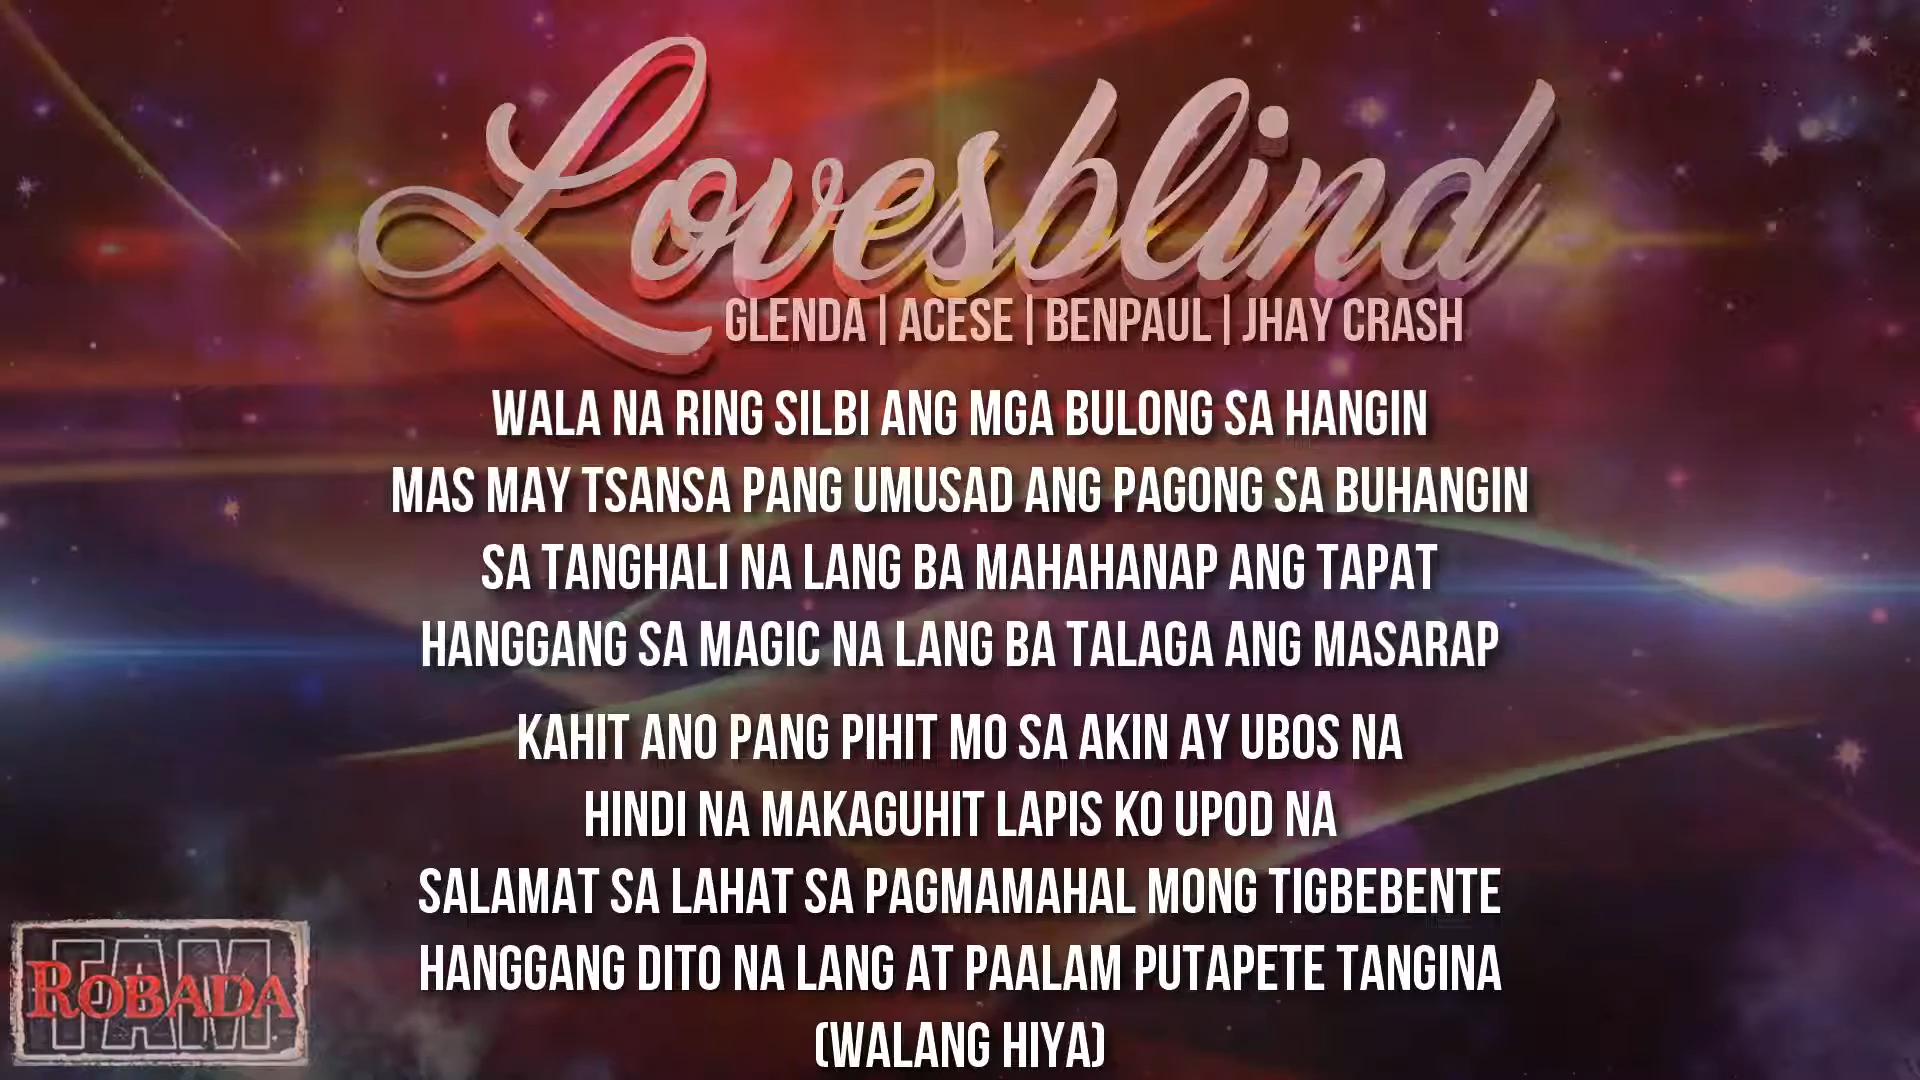 Lovesblind
GLENDA | ACESE | BENPAUL | JHAY CRASH
WALA NA RING SILBI ANG MGA BULONG SA HANGIN
MAS MAY TSANSA PANG UMUSAD ANG PAGONG SA BUHANGIN
SA TANGHALI NA LANG BA MAHAHANAP ANG TAPAT
HANGGANG SA MAGIC NA LANG BA TALAGA ANG MASARAP
KAHIT ANO PANG PIHIT MO SA AKIN AY UBOS NA
HINDI NA MAKAGUHIT LAPIS KO UPOD NA
SALAMAT SA LAHAT SA PAGMAMAHAL MONG TIGBEBENTE
HANGGANG DITO NA LANG AT PAALAM PUTAPETE TANGINA
(WALANG HIYA)
FAM
ROBADA